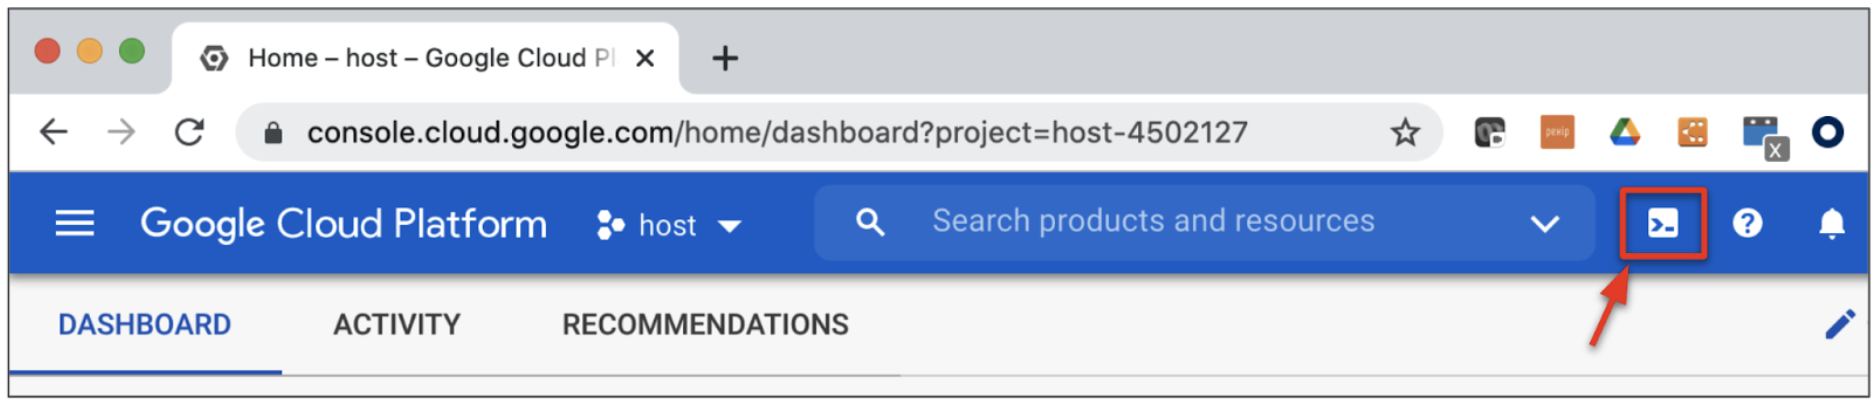 Home – host – Google Cloud Pl
console.cloud.google.com/home/dashboard?project=host-4502127
pexip
X
Google Cloud Platform host Search products and resources
DASHBOARD ACTIVITY RECOMMENDATIONS